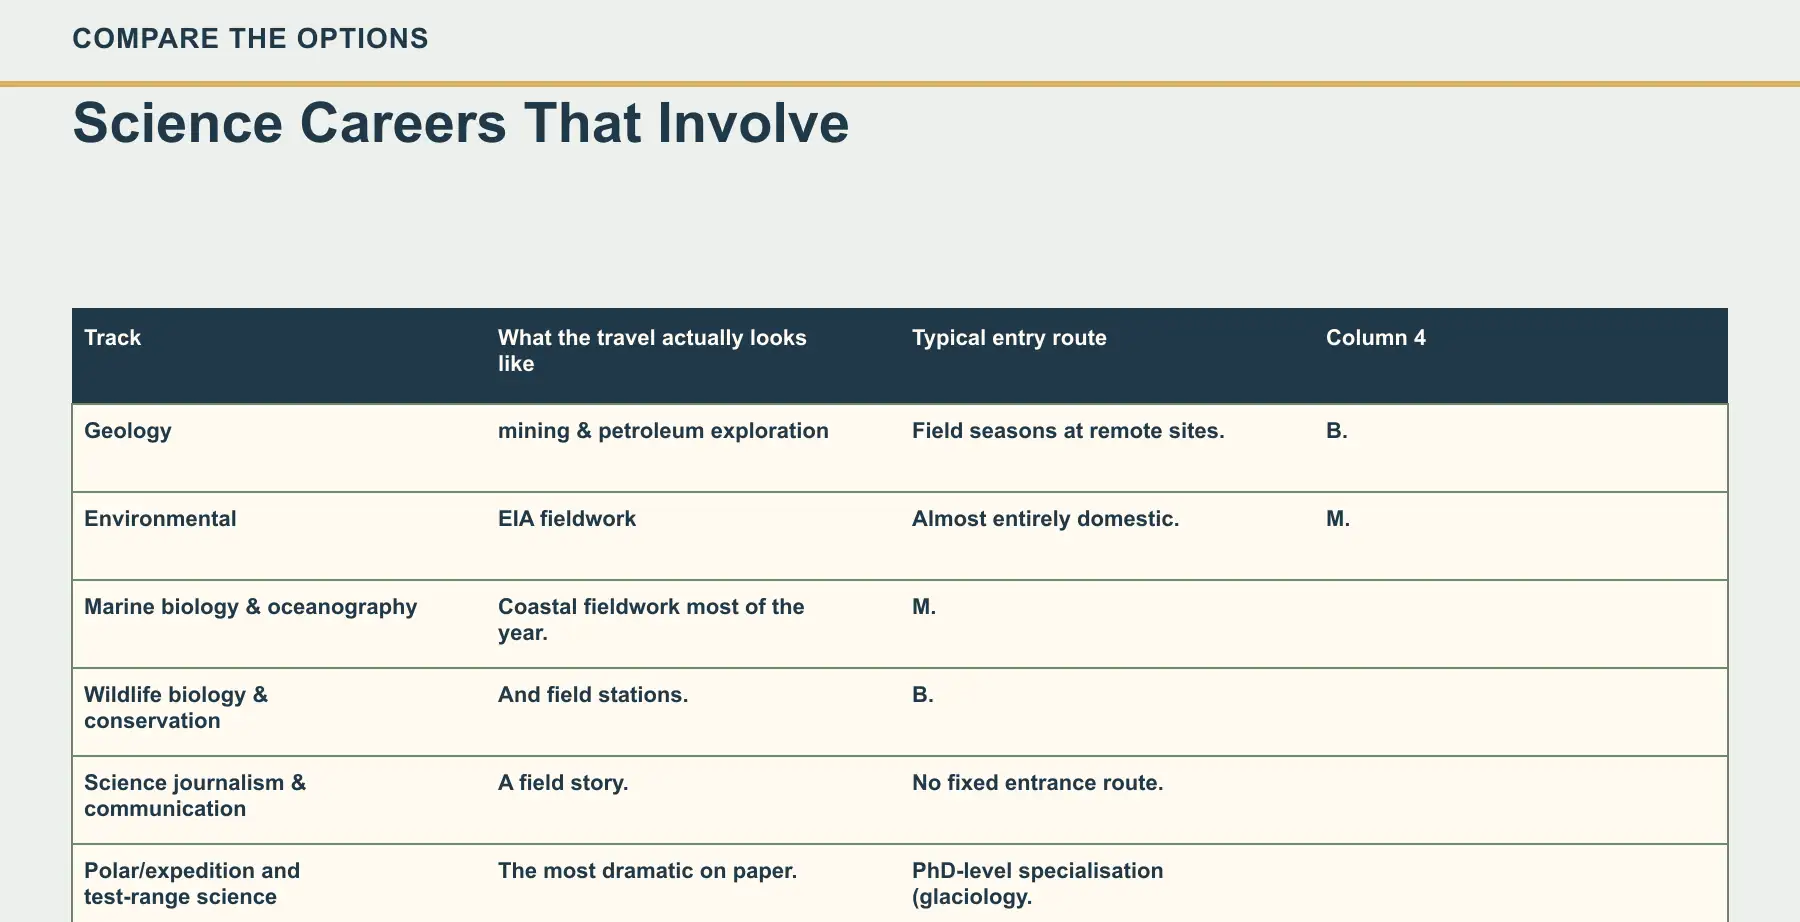 COMPARE THE OPTIONS
Science Careers That Involve
Track
What the travel actually looks
like
Typical entry route
Column 4
Geology
mining & petroleum exploration
Field seasons at remote sites.
B.
Environmental
EIA fieldwork
Almost entirely domestic.
M.
Marine biology & oceanography
Coastal fieldwork most of the
year.
M.
Wildlife biology &
conservation
And field stations.
B.
Science journalism &
communication
A field story.
No fixed entrance route.
Polar/expedition and
test-range science
The most dramatic on paper.
PhD-level specialisation
(glaciology.